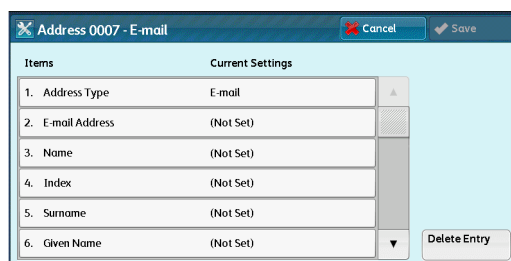 Address 0007 - E-mail Cancel Save
Items Current Settings
1. Address Type E-mail
2. E-mail Address (Not Set)
3. Name (Not Set)
4. Index (Not Set)
5. Surname (Not Set)
6. Given Name (Not Set)
Delete Entry